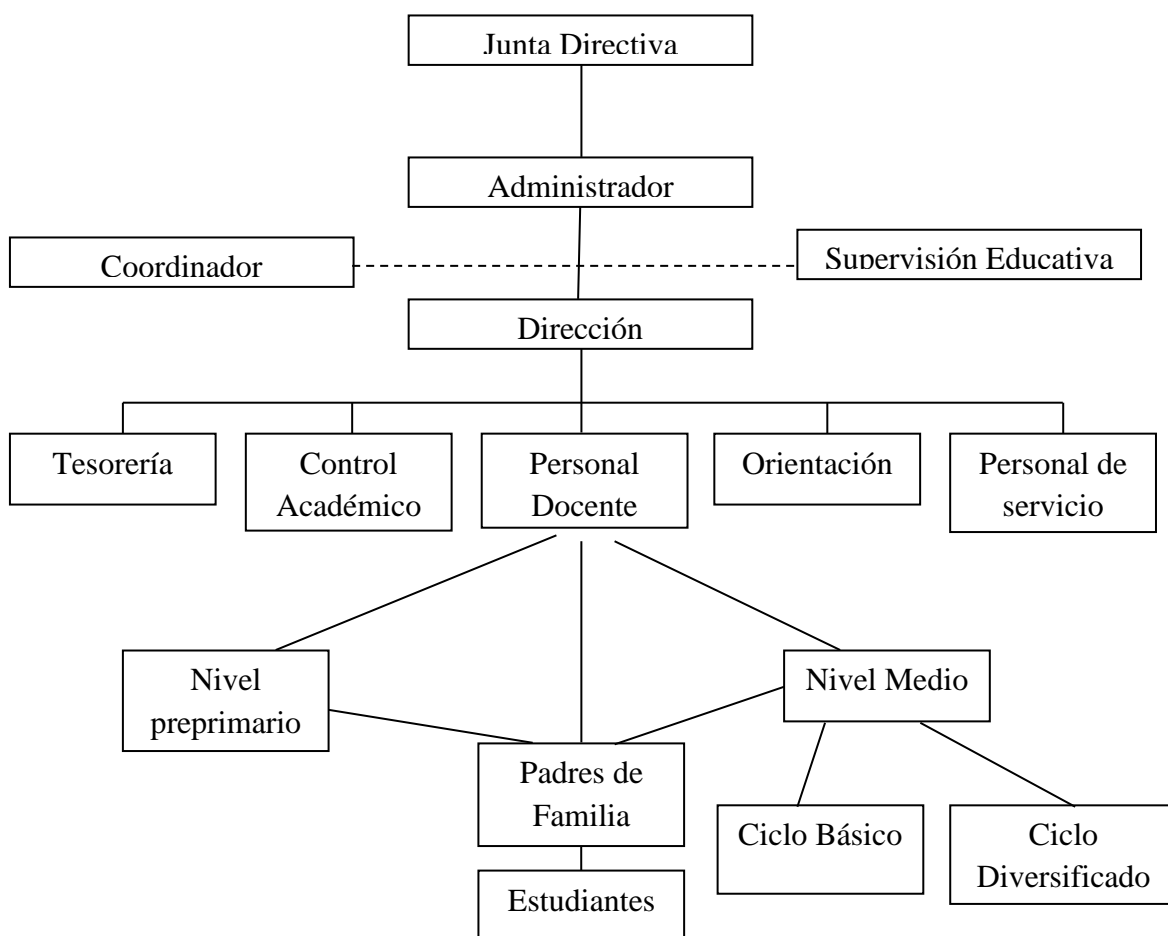 Junta Directiva
Administrador
Coordinador
Supervisión Educativa
Dirección
Tesorería
Control
Académico
Personal
Docente
Orientación
Personal de
servicio
Nivel
preprimario
Nivel Medio
Padres de
Familia
Ciclo Básico
Ciclo
Diversificado
Estudiantes